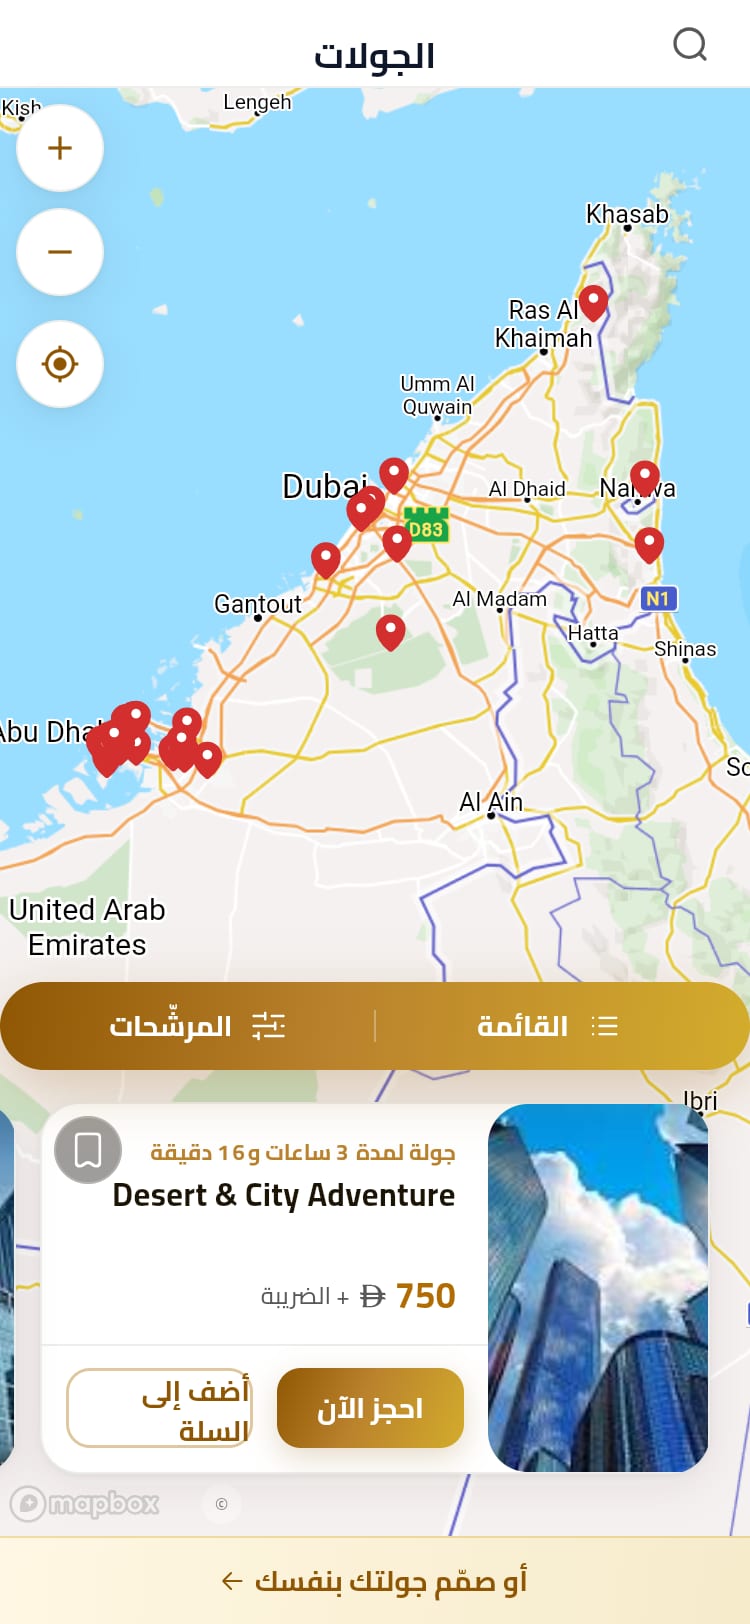 الجولات
Kish
Lengeh
Khasab
Ras Al
Khaimah
Umm Al
Quwain
Dubai
Al Dhaid
D83
Gantout
Al Madam
N1
Hatta
Shinas
Al Ain
United Arab
Emirates
القائمة
المرشّحات
Ibri
جولة لمدة 3 ساعات و 16 دقيقة
Desert & City Adventure
750 + الضريبة
احجز الآن
أضف إلى
السلة
mapbox
©
أو صمّم جولتك بنفسك ←